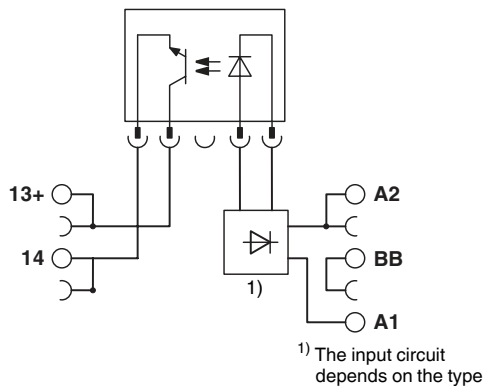 13+
A2
14
BB
1)
A1
1) The input circuit
depends on the type